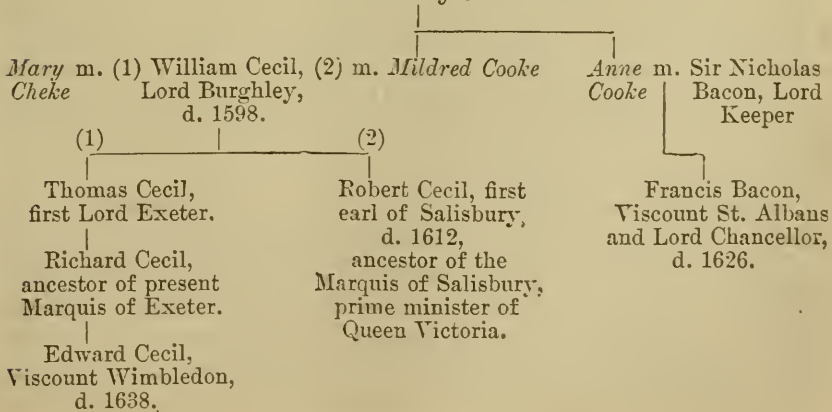 Mary m. (1) William Cecil, (2) m. Mildred Cooke
Cheke Lord Burghley,
d. 1598.
Anne m. Sir Nicholas
Cooke Bacon, Lord
Keeper
(1) (2)
Thomas Cecil,
first Lord Exeter.
Richard Cecil,
ancestor of present
Marquis of Exeter.
Edward Cecil,
Viscount Wimbledon,
d. 1638.
Robert Cecil, first
earl of Salisbury,
d. 1612,
ancestor of the
Marquis of Salisbury,
prime minister of
Queen Victoria.
Francis Bacon,
Viscount St. Albans
and Lord Chancellor,
d. 1626.